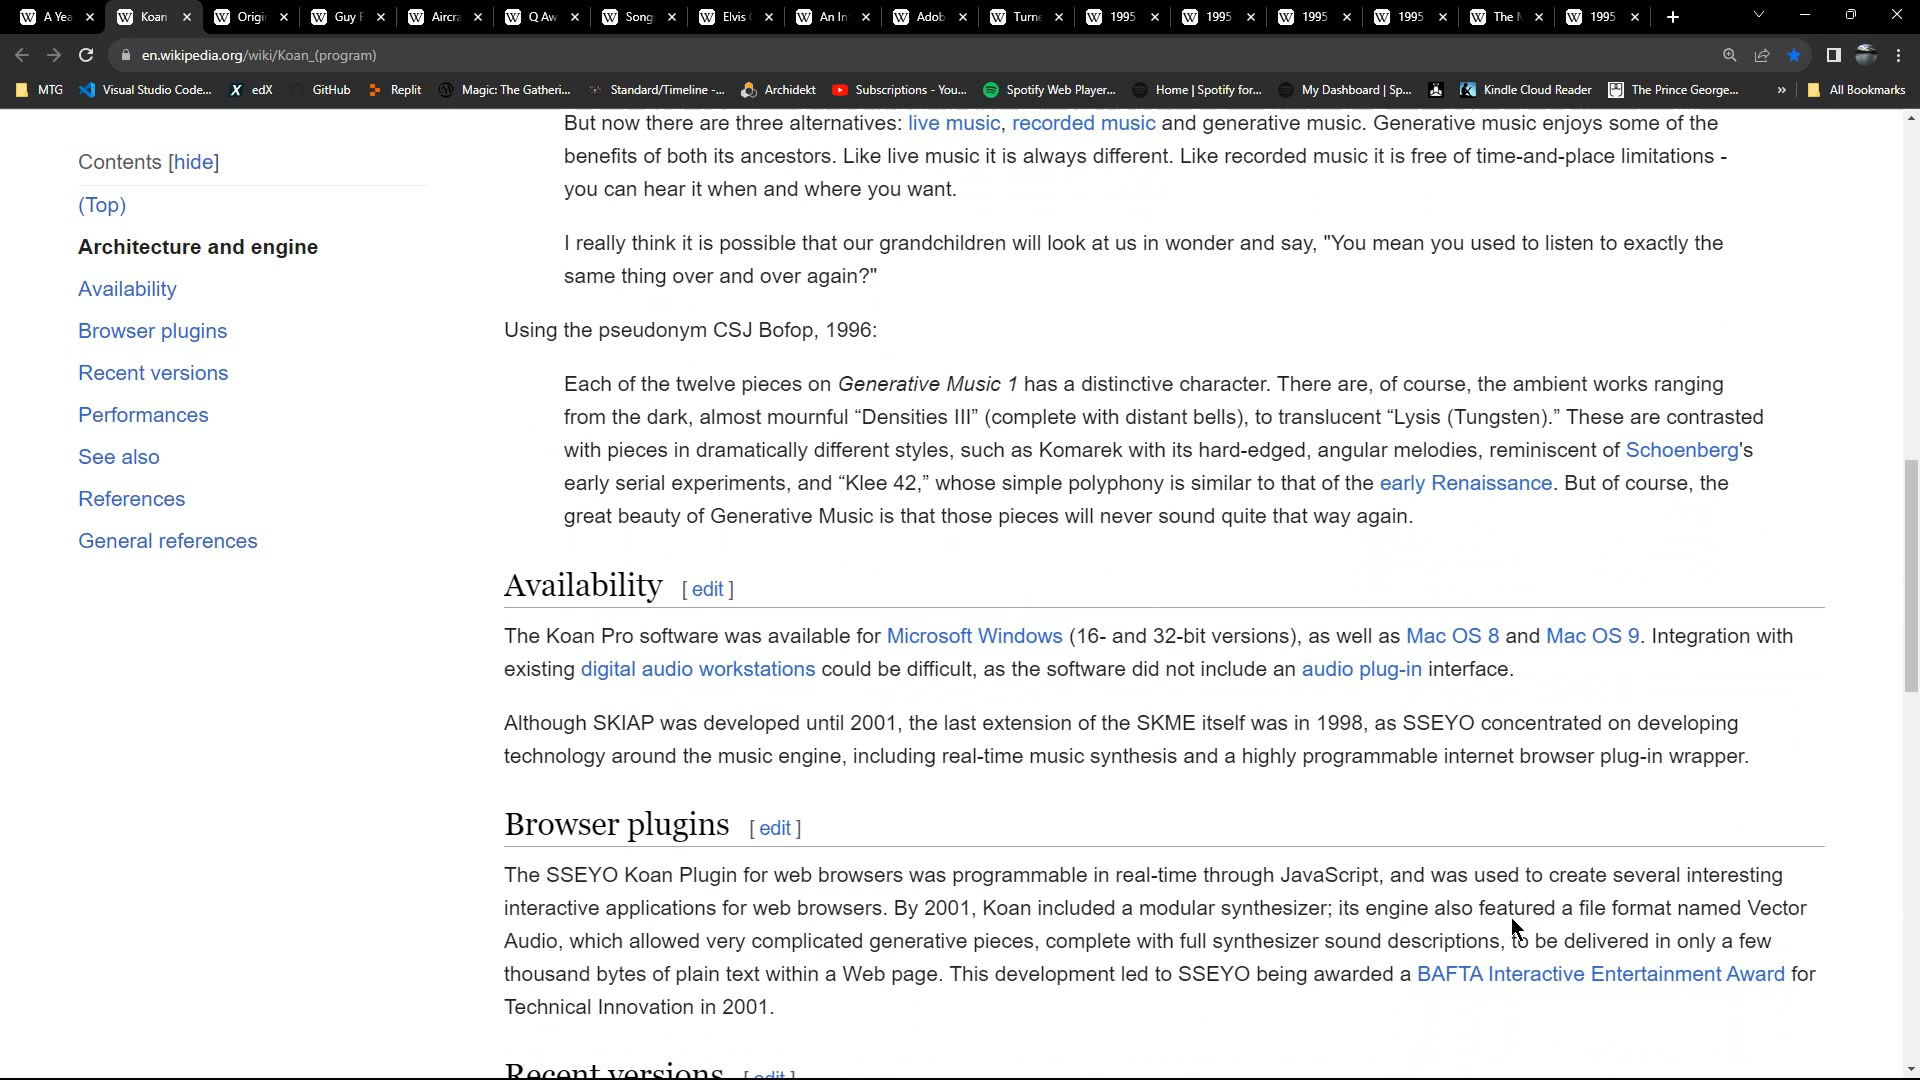 A Yea
Koan
Origi
Guy F
Aircra
Q Aw
Song
Elvis
An In
Adob
Turne
1995
1995
1995
1995
The N
1995
en.wikipedia.org/wiki/Koan_(program)
MTG
Visual Studio Code...
edX
GitHub
Replit
Magic: The Gatheri...
Standard/Timeline -...
Archidekt
Subscriptions - You...
Spotify Web Player...
Home | Spotify for...
My Dashboard | Sp...
Kindle Cloud Reader
The Prince George...
»
All Bookmarks
Contents [hide]
(Top)
Architecture and engine
Availability
Browser plugins
Recent versions
Performances
See also
References
General references
But now there are three alternatives: live music, recorded music and generative music. Generative music enjoys some of the
benefits of both its ancestors. Like live music it is always different. Like recorded music it is free of time-and-place limitations -
you can hear it when and where you want.
I really think it is possible that our grandchildren will look at us in wonder and say, "You mean you used to listen to exactly the
same thing over and over again?"
Using the pseudonym CSJ Bofop, 1996:
Each of the twelve pieces on Generative Music 1 has a distinctive character. There are, of course, the ambient works ranging
from the dark, almost mournful “Densities III” (complete with distant bells), to translucent “Lysis (Tungsten).” These are contrasted
with pieces in dramatically different styles, such as Komarek with its hard-edged, angular melodies, reminiscent of Schoenberg's
early serial experiments, and “Klee 42,” whose simple polyphony is similar to that of the early Renaissance. But of course, the
great beauty of Generative Music is that those pieces will never sound quite that way again.
Availability [ edit ]
The Koan Pro software was available for Microsoft Windows (16- and 32-bit versions), as well as Mac OS 8 and Mac OS 9. Integration with
existing digital audio workstations could be difficult, as the software did not include an audio plug-in interface.
Although SKIAP was developed until 2001, the last extension of the SKME itself was in 1998, as SSEYO concentrated on developing
technology around the music engine, including real-time music synthesis and a highly programmable internet browser plug-in wrapper.
Browser plugins [ edit ]
The SSEYO Koan Plugin for web browsers was programmable in real-time through JavaScript, and was used to create several interesting
interactive applications for web browsers. By 2001, Koan included a modular synthesizer; its engine also featured a file format named Vector
Audio, which allowed very complicated generative pieces, complete with full synthesizer sound descriptions, to be delivered in only a few
thousand bytes of plain text within a Web page. This development led to SSEYO being awarded a BAFTA Interactive Entertainment Award for
Technical Innovation in 2001.
Recent versions [ edit ]